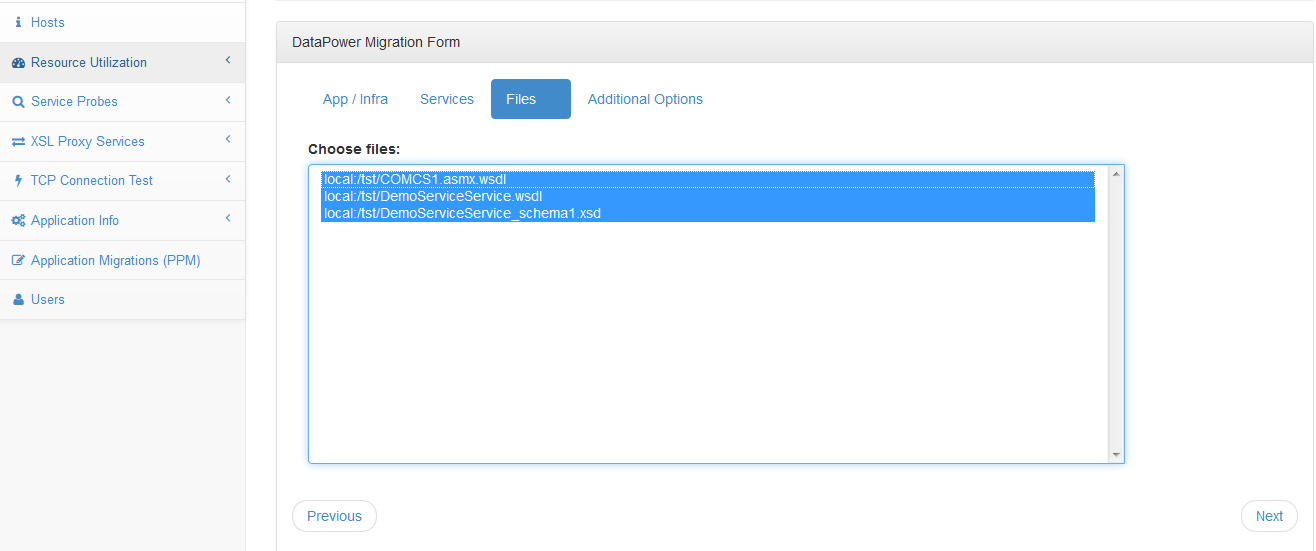 Hosts
Resource Utilization
Service Probes
XSL Proxy Services
TCP Connection Test
Application Info
Application Migrations (PPM)
Users
DataPower Migration Form
App / Infra Services Files Additional Options
Choose files:
local:/tst/COMCS1.asmx.wsdl
local:/tst/DemoServiceService.wsdl
local:/tst/DemoServiceService_schema1.xsd
Previous Next